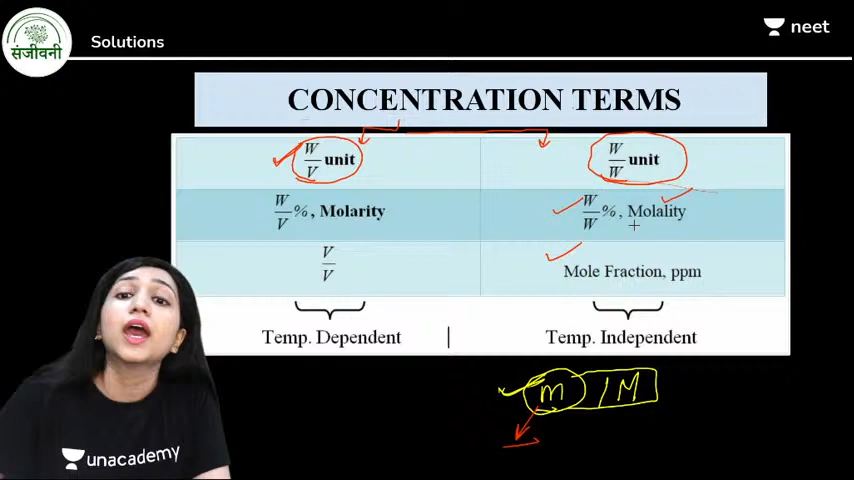 संजीवनी
Solutions
neet
CONCENTRATION TERMS
W/V unit
W/W unit
W/V %, Molarity
W/W %, Molality
V/V
Mole Fraction, ppm
Temp. Dependent
Temp. Independent
m / M
unacademy